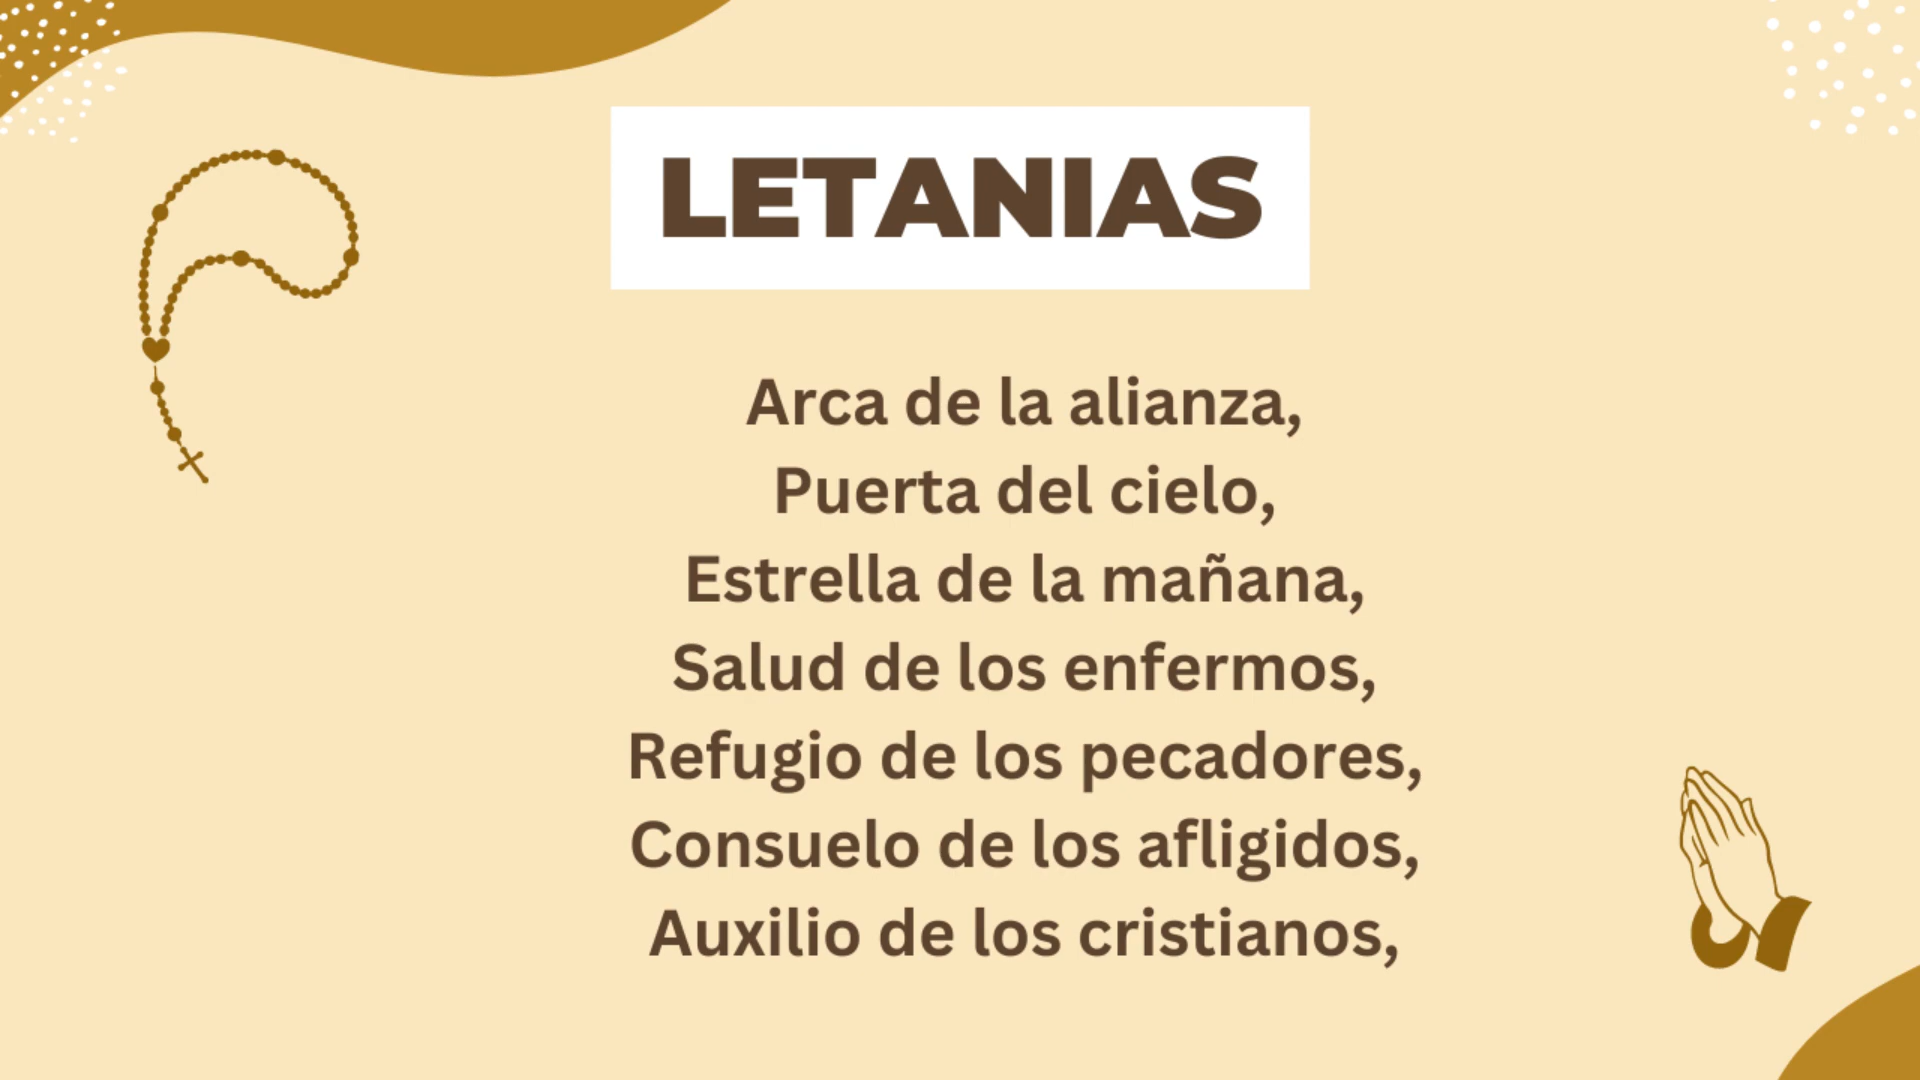 LETANIAS
Arca de la alianza,
Puerta del cielo,
Estrella de la mañana,
Salud de los enfermos,
Refugio de los pecadores,
Consuelo de los afligidos,
Auxilio de los cristianos,